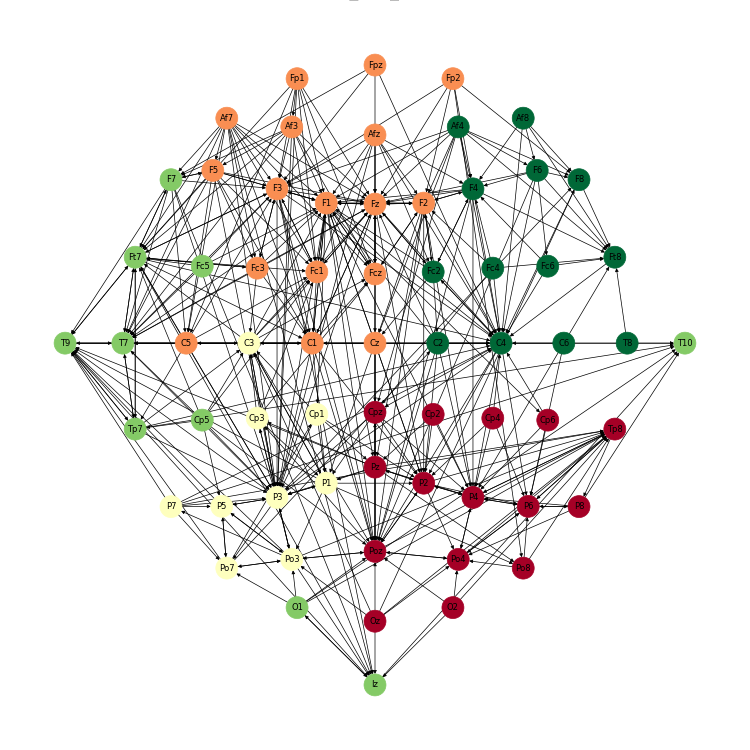 Fpz
Fp1 Fp2
Af7 Af3 Afz Af4 Af8
F7 F5 F3 F1 Fz F2 F4 F6 F8
Ft7 Fc5 Fc3 Fc1 Fcz Fc2 Fc4 Fc6 Ft8
T9 T7 C5 C3 C1 Cz C2 C4 C6 T8 T10
Tp7 Cp5 Cp3 Cp1 Cpz Cp2 Cp4 Cp6 Tp8
P7 P5 P3 P1 Pz P2 P4 P6 P8
Po7 Po3 Poz Po4 Po8
O1 Oz O2
Iz